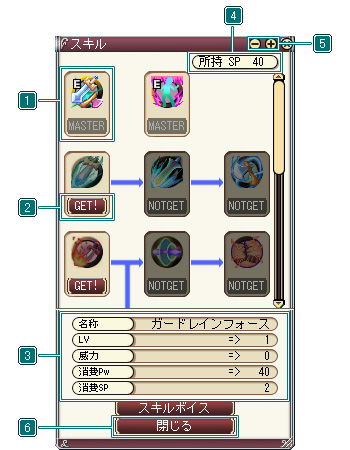 4
スキル
5
所持 SP 40
1
E
E
MASTER
MASTER
2
GET!
NOTGET
NOTGET
GET!
NOTGET
NOTGET
名称 ガードレインフォース
LV => 1
3
威力 => 0
消費Pw => 40
消費SP 2
スキルボイス
6
閉じる